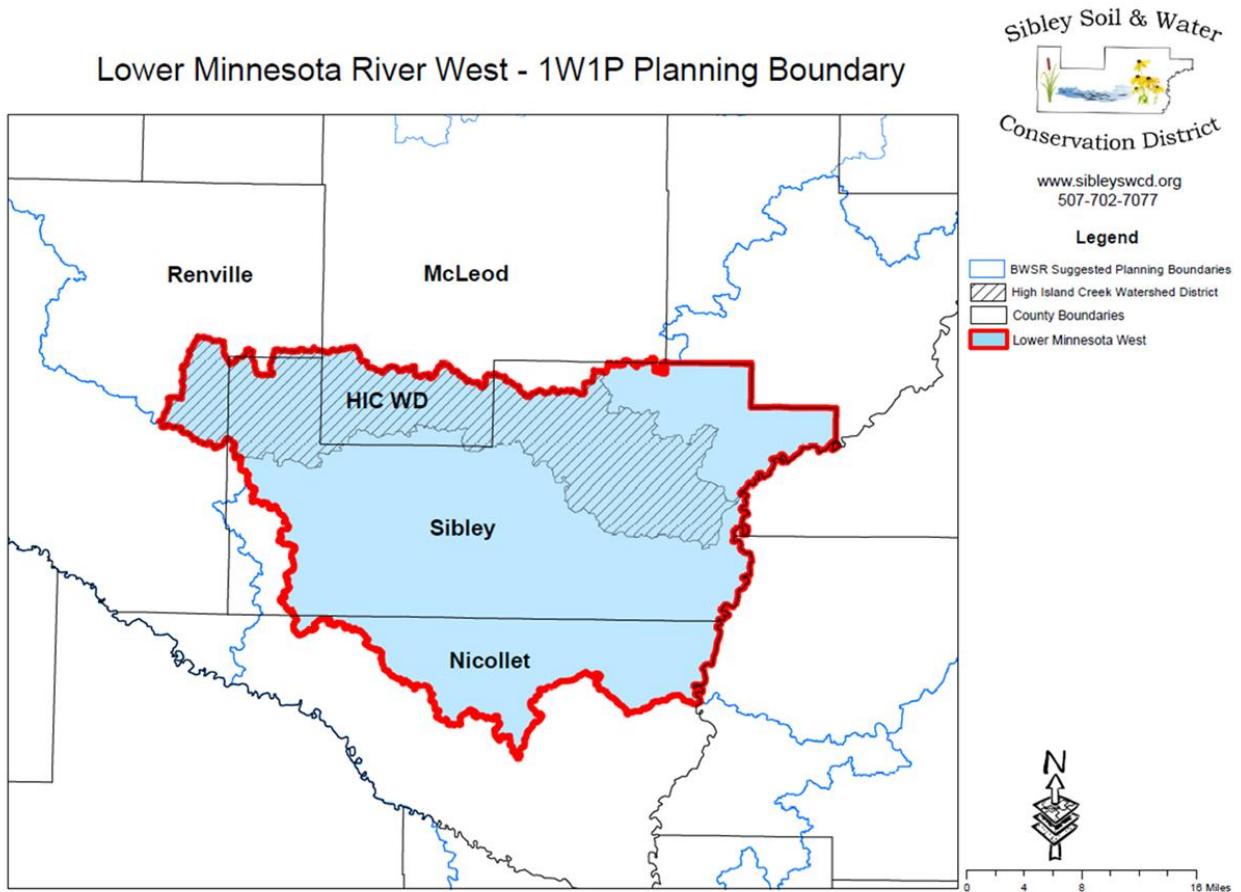 Lower Minnesota River West - 1W1P Planning Boundary
Sibley Soil & Water
Conservation District
www.sibleyswcd.org
507-702-7077
Legend
BWSR Suggested Planning Boundaries
High Island Creek Watershed District
County Boundaries
Lower Minnesota West
Renville
McLeod
HIC WD
Sibley
Nicollet
N
0 4 8 16 Miles